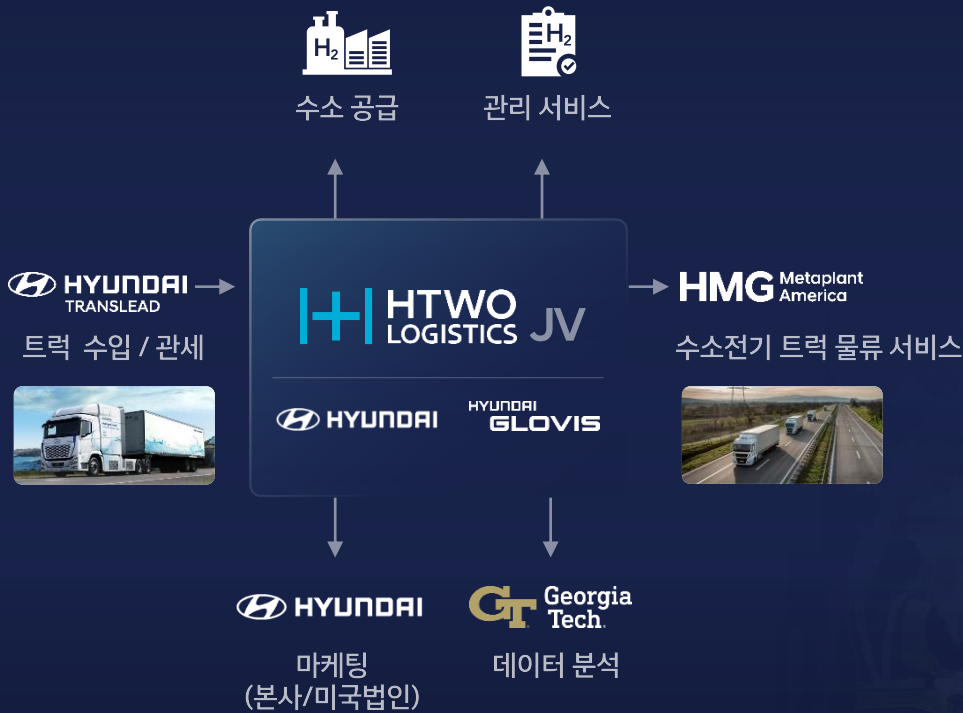 H2
H2
수소 공급
관리 서비스
HYUNDAI
TRANSLEAD
트럭 수입 / 관세
HTWO
LOGISTICS JV
HYUNDAI
HYUNDAI
GLOVIS
HMG Metaplant
America
수소전기 트럭 물류 서비스
HYUNDAI
마케팅
(본사/미국법인)
GT Georgia
Tech.
데이터 분석